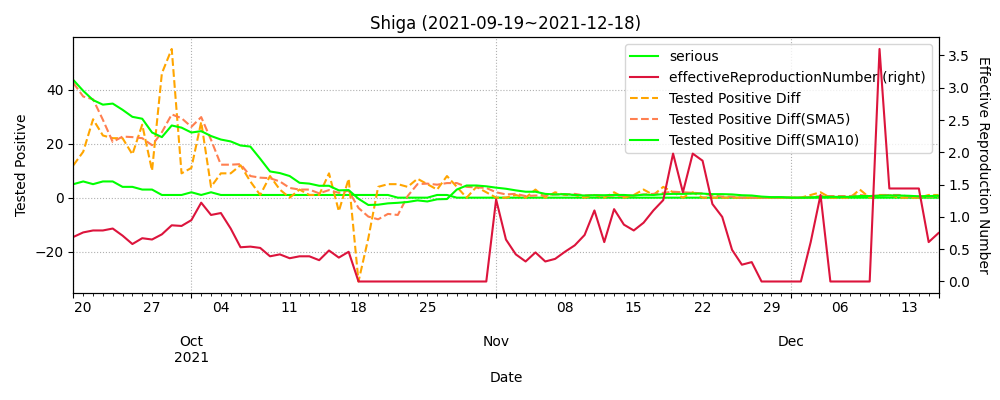 Shiga (2021-09-19~2021-12-18)
serious
effectiveReproductionNumber (right)
Tested Positive Diff
Tested Positive Diff(SMA5)
Tested Positive Diff(SMA10)
Tested Positive
40
20
0
−20
3.5
3.0
2.5
2.0
1.5
1.0
0.5
0.0
Effective Reproduction Number
20 27 04 11 18 25 08 15 22 29 06 13
Oct Nov Dec
2021
Date